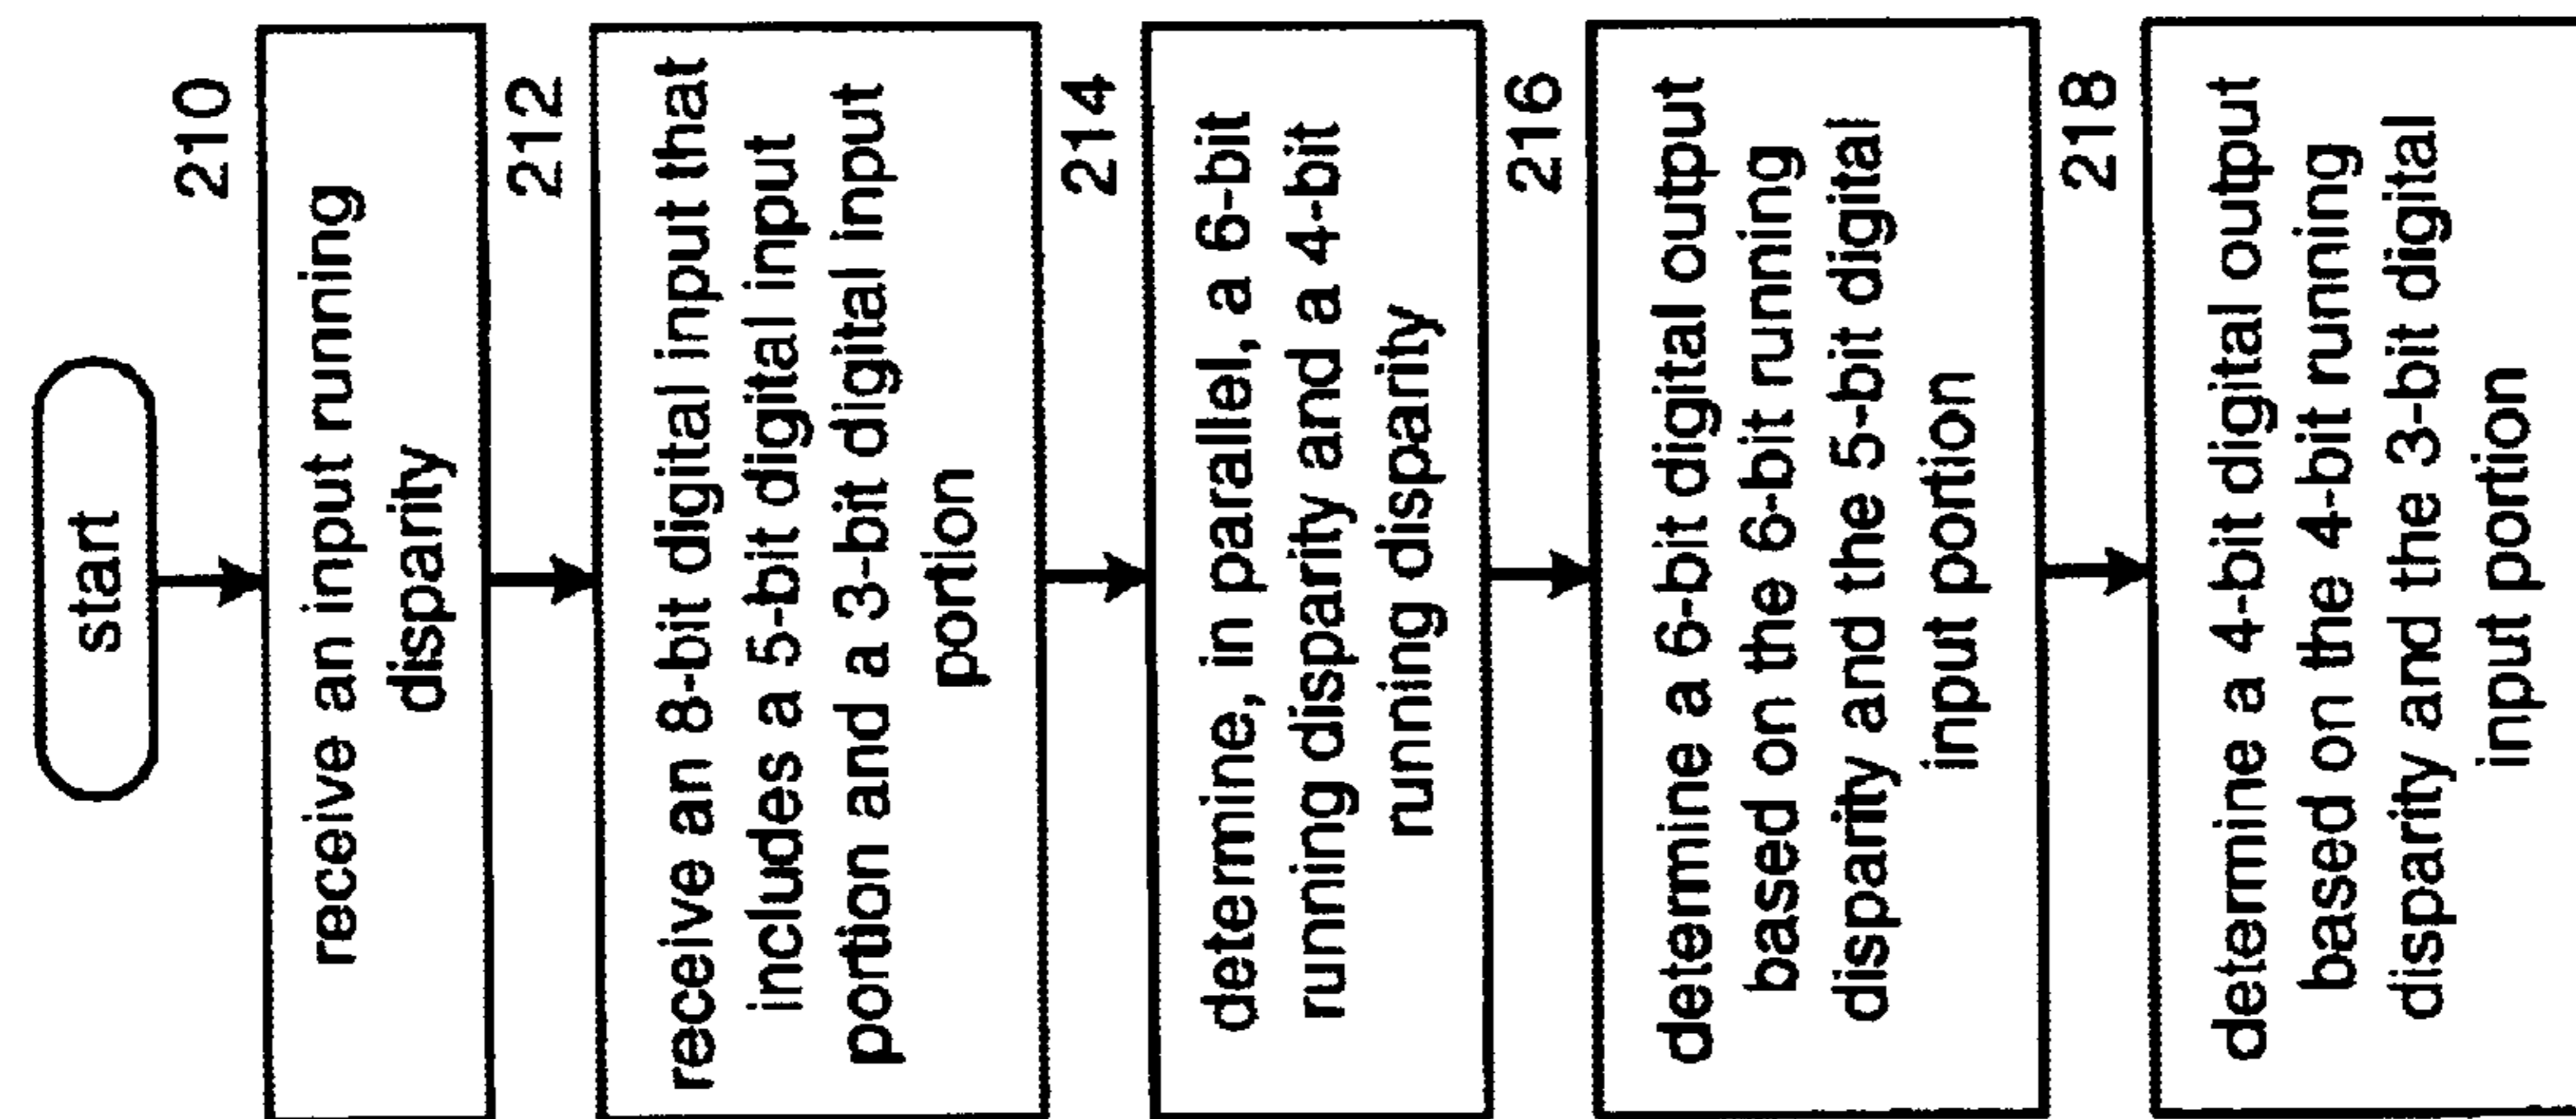 start
210
receive an input running
disparity
212
receive an 8-bit digital input that
includes a 5-bit digital input
portion and a 3-bit digital input
portion
214
determine, in parallel, a 6-bit
running disparity and a 4-bit
running disparity
216
determine a 6-bit digital output
based on the 6-bit running
disparity and the 5-bit digital
input portion
218
determine a 4-bit digital output
based on the 4-bit running
disparity and the 3-bit digital
input portion